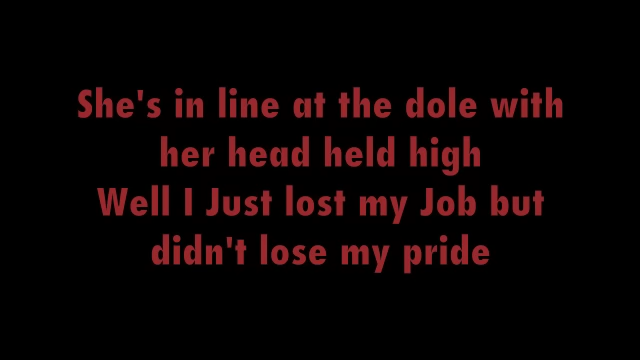 She's in line at the dole with
her head held high
Well I Just lost my Job but
didn't lose my pride